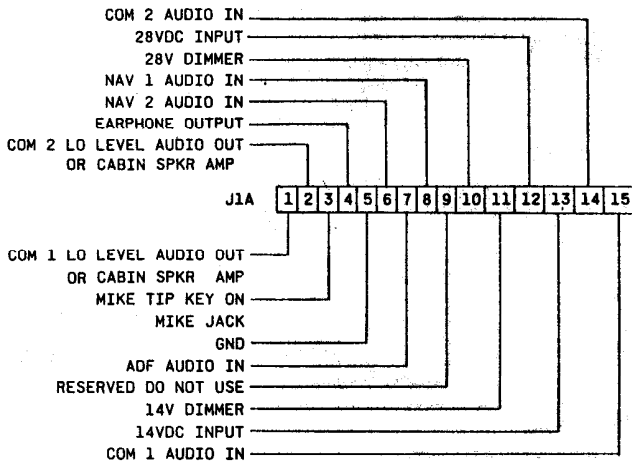 COM 2 AUDIO IN
28VDC INPUT
28V DIMMER
NAV 1 AUDIO IN
NAV 2 AUDIO IN
EARPHONE OUTPUT
COM 2 LO LEVEL AUDIO OUT
OR CABIN SPKR AMP
J1A 1 2 3 4 5 6 7 8 9 10 11 12 13 14 15
COM 1 LO LEVEL AUDIO OUT
OR CABIN SPKR AMP
MIKE TIP KEY ON
MIKE JACK
GND
ADF AUDIO IN
RESERVED DO NOT USE
14V DIMMER
14VDC INPUT
COM 1 AUDIO IN